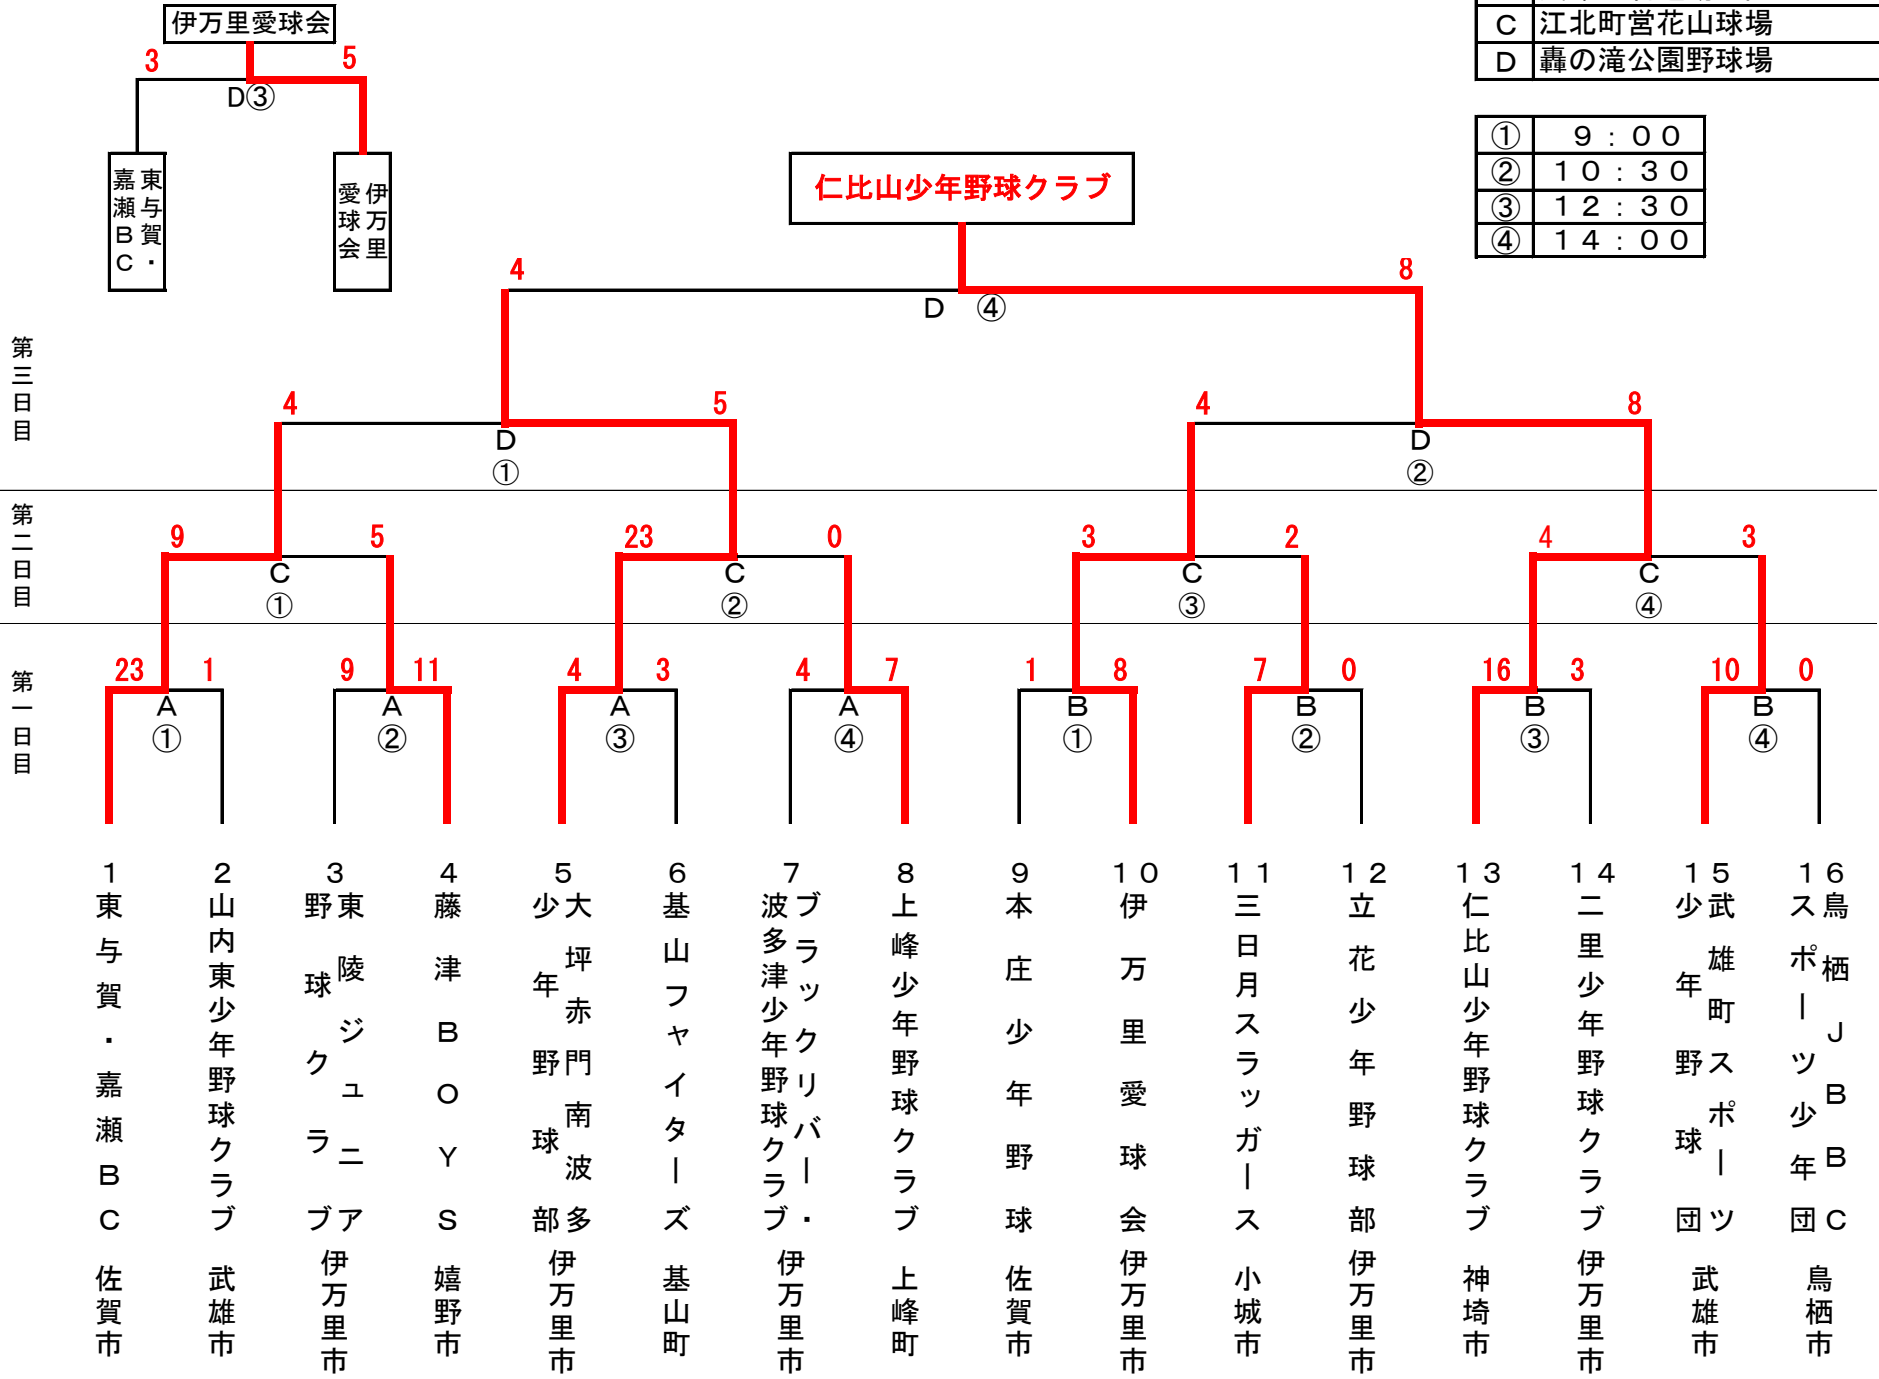 伊万里愛球会
3 5
D③
東与賀・
嘉瀬BC
伊万里
愛球会
C 江北町営花山球場
D 轟の滝公園野球場
① 9:00
② 10:30
③ 12:30
④ 14:00
仁比山少年野球クラブ
4 8
D ④
第三日目
4 5 4 8
D D
① ②
第二日目
9 5 23 0 3 2 4 3
C C C C
① ② ③ ④
第一日目
23 1 9 11 4 3 4 7 1 8 7 0 16 3 10 0
A A A A B B B B
① ② ③ ④ ① ② ③ ④
1
東与賀・嘉瀬BC
佐賀市
2
山内東少年野球クラブ
武雄市
3
東陵ジュニア
野球クラブ
伊万里市
4
藤津BOYS
嬉野市
5
大坪赤門南波多
少年野球部
伊万里市
6
基山ファイターズ
基山町
7
ブラックリバー・
波多津少年野球クラブ
伊万里市
8
上峰少年野球クラブ
上峰町
9
本庄少年野球
佐賀市
10
伊万里愛球会
伊万里市
11
三日月スラッガース
小城市
12
立花少年野球部
伊万里市
13
仁比山少年野球クラブ
神埼市
14
二里少年野球クラブ
伊万里市
15
武雄町スポーツ
少年野球団
武雄市
16
鳥栖JBBC
スポーツ少年団
鳥栖市